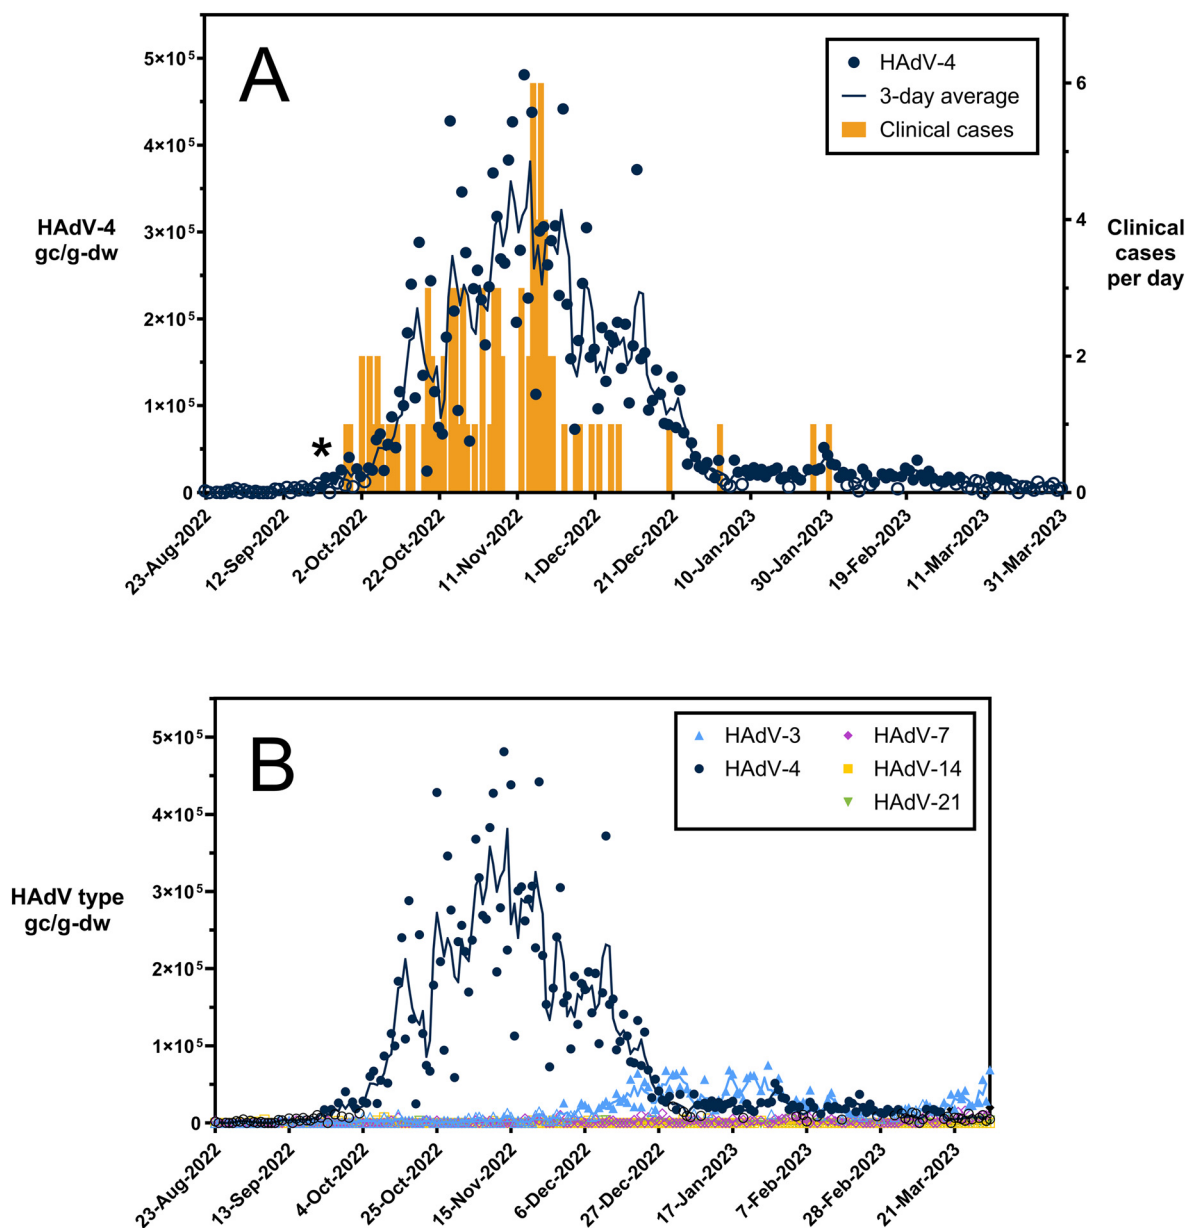 A
HAdV-4
3-day average
Clinical cases
5×10⁵
4×10⁵
3×10⁵
2×10⁵
1×10⁵
0
HAdV-4
gc/g-dw
6
4
2
0
Clinical
cases
per day
*
23-Aug-2022
12-Sep-2022
2-Oct-2022
22-Oct-2022
11-Nov-2022
1-Dec-2022
21-Dec-2022
10-Jan-2023
30-Jan-2023
19-Feb-2023
11-Mar-2023
31-Mar-2023
B
HAdV-3
HAdV-4
HAdV-7
HAdV-14
HAdV-21
5×10⁵
4×10⁵
3×10⁵
2×10⁵
1×10⁵
0
HAdV type
gc/g-dw
23-Aug-2022
13-Sep-2022
4-Oct-2022
25-Oct-2022
15-Nov-2022
6-Dec-2022
27-Dec-2022
17-Jan-2023
7-Feb-2023
28-Feb-2023
21-Mar-2023